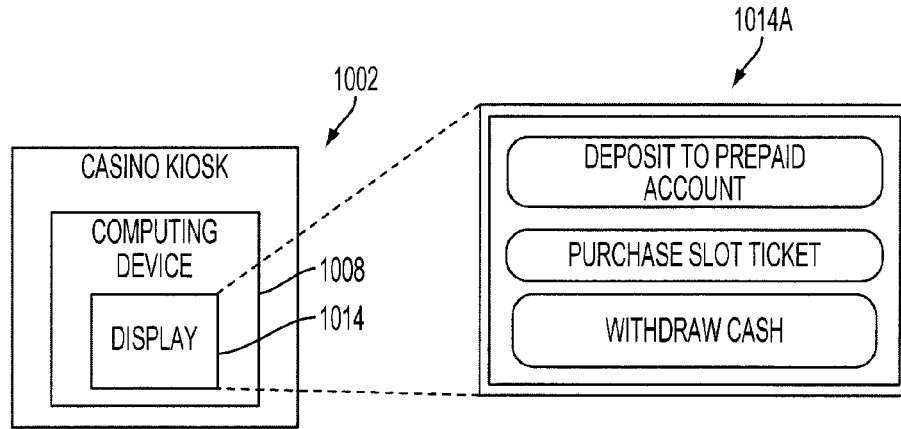 1014A
1002
CASINO KIOSK
COMPUTING
DEVICE
1008
DISPLAY
1014
DEPOSIT TO PREPAID
ACCOUNT
PURCHASE SLOT TICKET
WITHDRAW CASH